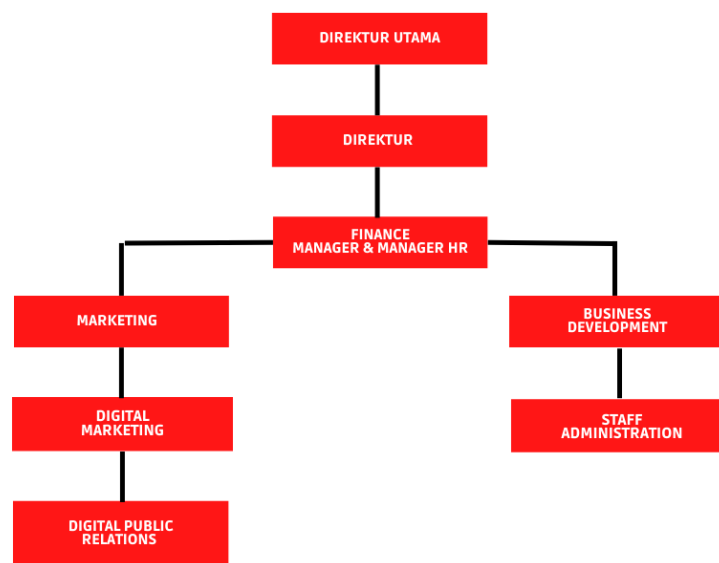 DIREKTUR UTAMA
DIREKTUR
FINANCE
MANAGER & MANAGER HR
MARKETING
BUSINESS
DEVELOPMENT
DIGITAL
MARKETING
STAFF
ADMINISTRATION
DIGITAL PUBLIC
RELATIONS